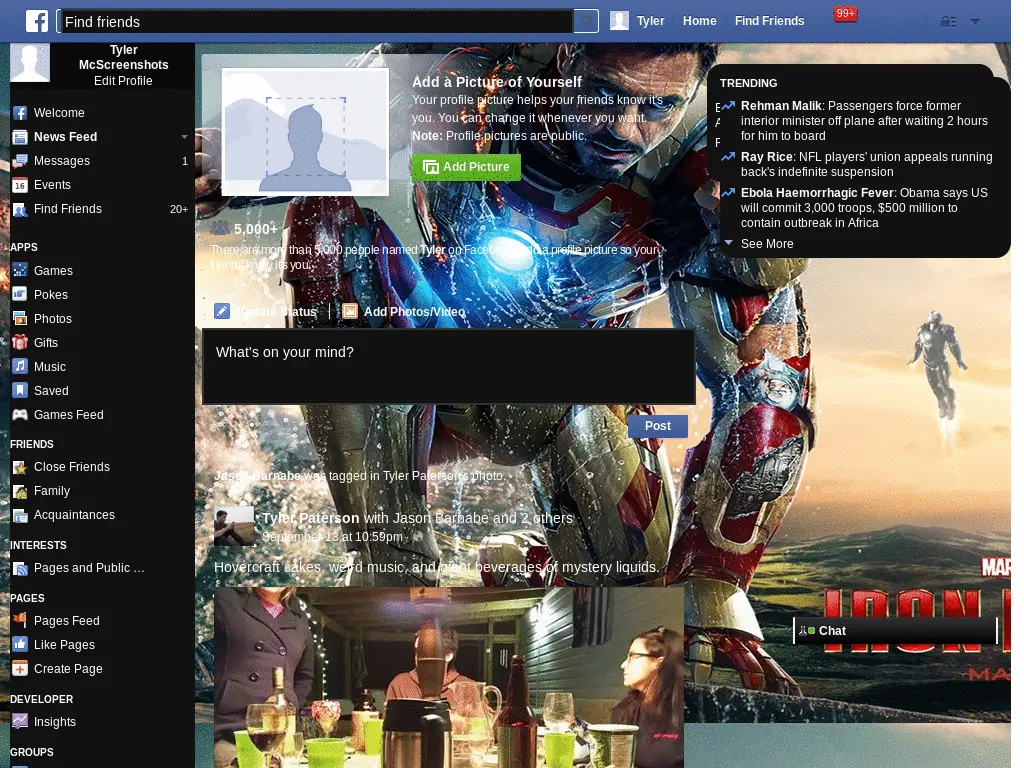 Find friends
Tyler
Home
Find Friends
99+
Tyler
McScreenshots
Edit Profile
Welcome
News Feed
Messages 1
Events
Find Friends 20+
APPS
Games
Pokes
Photos
Gifts
Music
Saved
Games Feed
FRIENDS
Close Friends
Family
Acquaintances
INTERESTS
Pages and Public ...
PAGES
Pages Feed
Like Pages
Create Page
DEVELOPER
Insights
GROUPS
Add a Picture of Yourself
Your profile picture helps your friends know it's
you. You can change it whenever you want.
Note: Profile pictures are public.
Add Picture
5,000+
There are more than 5,000 people named Tyler on Facebook. Add a profile picture so your
friends know it's you.
Update Status
Add Photos/Video
What's on your mind?
Post
Jason Barnabe was tagged in Tyler Paterson's photo.
Tyler Paterson with Jason Barnabe and 2 others
September 13 at 10:59pm ·
Hovercraft cakes, weird music, and giant beverages of mystery liquids.
TRENDING
Rehman Malik: Passengers force former
interior minister off plane after waiting 2 hours
for him to board
Ray Rice: NFL players' union appeals running
back's indefinite suspension
Ebola Haemorrhagic Fever: Obama says US
will commit 3,000 troops, $500 million to
contain outbreak in Africa
See More
MAR
IRON
Chat
MA